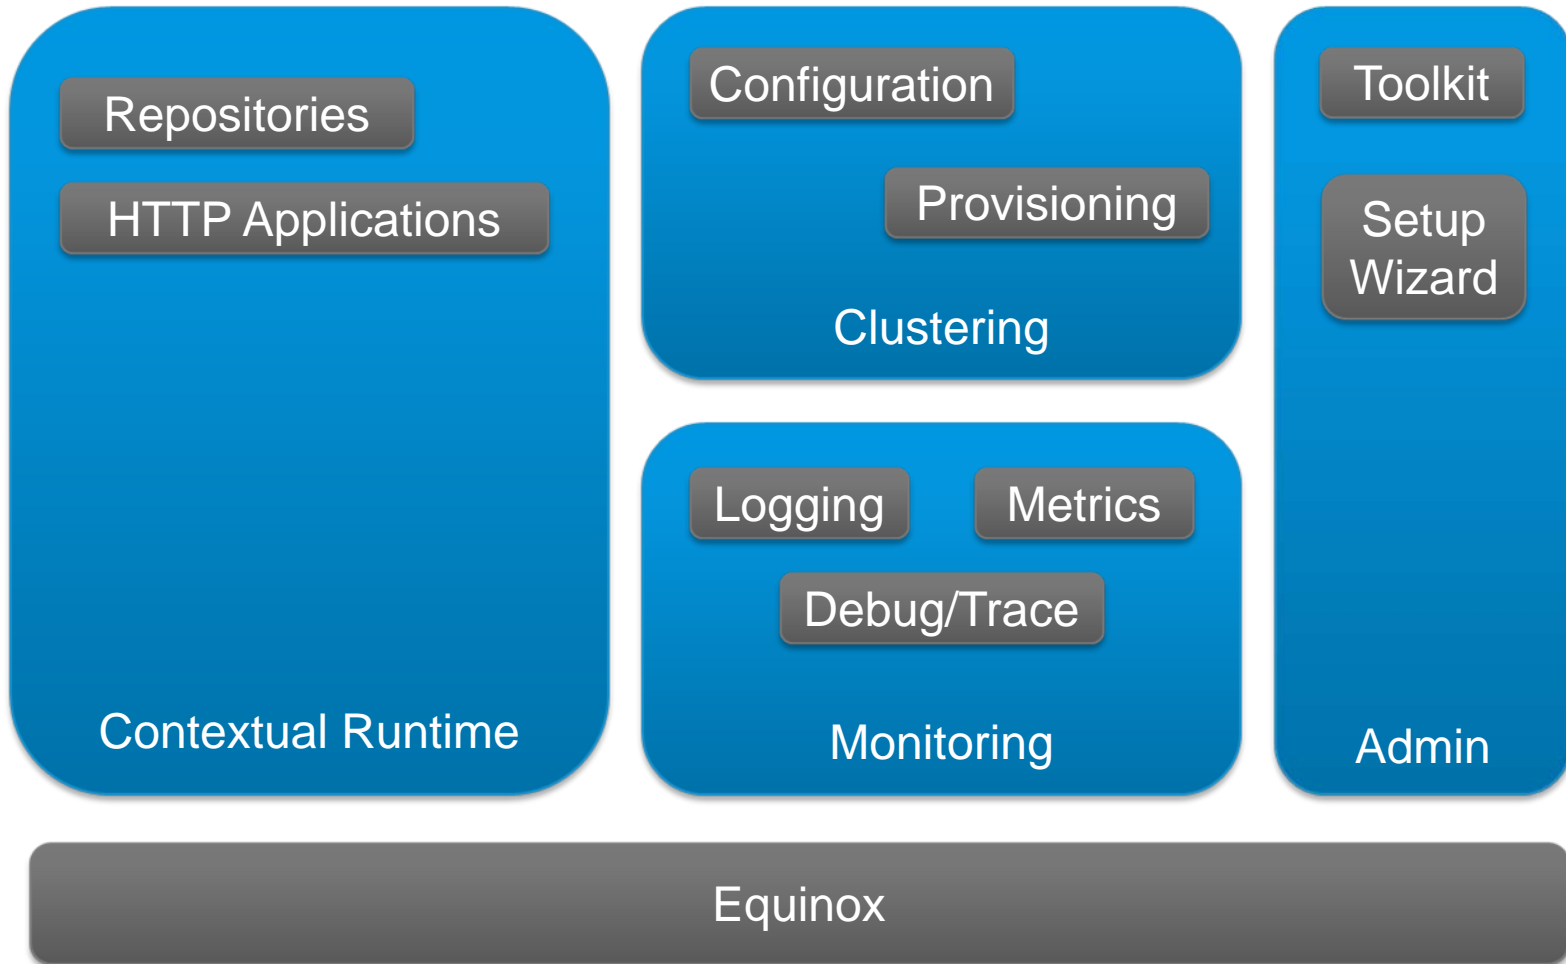 Repositories
HTTP Applications
Contextual Runtime
Configuration
Provisioning
Clustering
Logging
Metrics
Debug/Trace
Monitoring
Toolkit
Setup
Wizard
Admin
Equinox